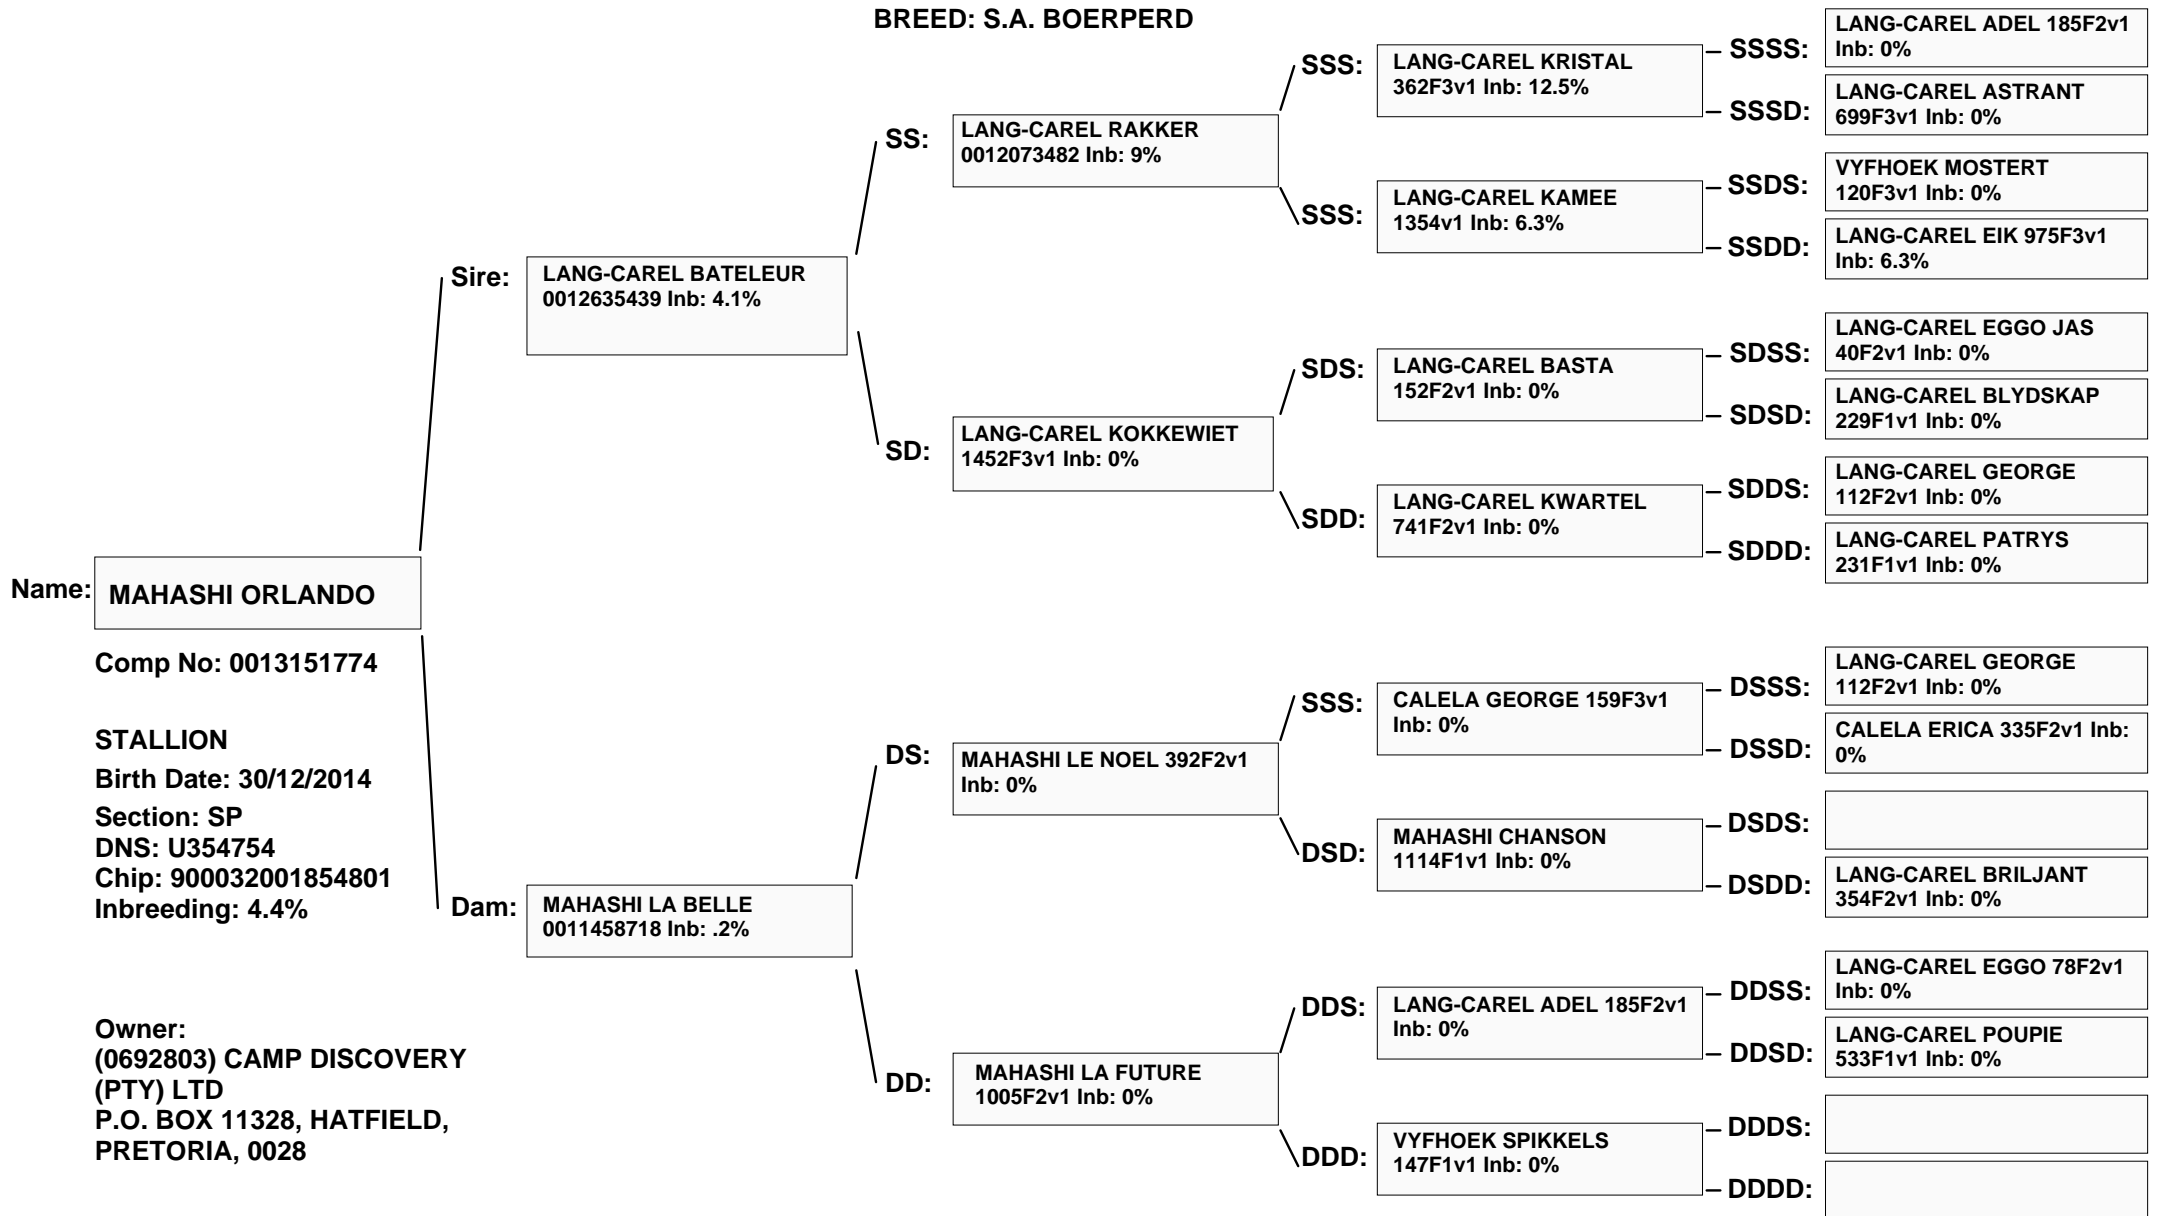 BREED: S.A. BOERPERD
Name:
MAHASHI ORLANDO
Comp No: 0013151774
STALLION
Birth Date: 30/12/2014
Section: SP
DNS: U354754
Chip: 900032001854801
Inbreeding: 4.4%
Owner:
(0692803) CAMP DISCOVERY
(PTY) LTD
P.O. BOX 11328, HATFIELD,
PRETORIA, 0028
Sire:
LANG-CAREL BATELEUR
0012635439 Inb: 4.1%
Dam:
MAHASHI LA BELLE
0011458718 Inb: .2%
SS:
LANG-CAREL RAKKER
0012073482 Inb: 9%
SD:
LANG-CAREL KOKKEWIET
1452F3v1 Inb: 0%
DS:
MAHASHI LE NOEL 392F2v1
Inb: 0%
DD:
MAHASHI LA FUTURE
1005F2v1 Inb: 0%
SSS:
LANG-CAREL KRISTAL
362F3v1 Inb: 12.5%
SSS:
LANG-CAREL KAMEE
1354v1 Inb: 6.3%
SDS:
LANG-CAREL BASTA
152F2v1 Inb: 0%
SDD:
LANG-CAREL KWARTEL
741F2v1 Inb: 0%
SSS:
CALELA GEORGE 159F3v1
Inb: 0%
DSD:
MAHASHI CHANSON
1114F1v1 Inb: 0%
DDS:
LANG-CAREL ADEL 185F2v1
Inb: 0%
DDD:
VYFHOEK SPIKKELS
147F1v1 Inb: 0%
SSSS:
LANG-CAREL ADEL 185F2v1
Inb: 0%
SSSD:
LANG-CAREL ASTRANT
699F3v1 Inb: 0%
SSDS:
VYFHOEK MOSTERT
120F3v1 Inb: 0%
SSDD:
LANG-CAREL EIK 975F3v1
Inb: 6.3%
SDSS:
LANG-CAREL EGGO JAS
40F2v1 Inb: 0%
SDSD:
LANG-CAREL BLYDSKAP
229F1v1 Inb: 0%
SDDS:
LANG-CAREL GEORGE
112F2v1 Inb: 0%
SDDD:
LANG-CAREL PATRYS
231F1v1 Inb: 0%
DSSS:
LANG-CAREL GEORGE
112F2v1 Inb: 0%
DSSD:
CALELA ERICA 335F2v1 Inb:
0%
DSDS:
DSDD:
LANG-CAREL BRILJANT
354F2v1 Inb: 0%
DDSS:
LANG-CAREL EGGO 78F2v1
Inb: 0%
DDSD:
LANG-CAREL POUPIE
533F1v1 Inb: 0%
DDDS:
DDDD: